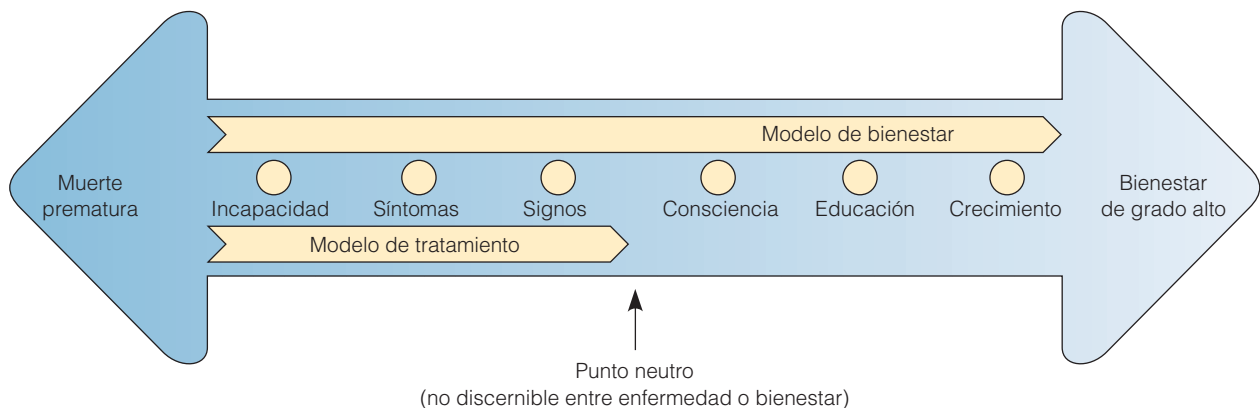 Modelo de bienestar
Muerte
prematura
Incapacidad
Síntomas
Signos
Consciencia
Educación
Crecimiento
Bienestar
de grado alto
Modelo de tratamiento
Punto neutro
(no discernible entre enfermedad o bienestar)